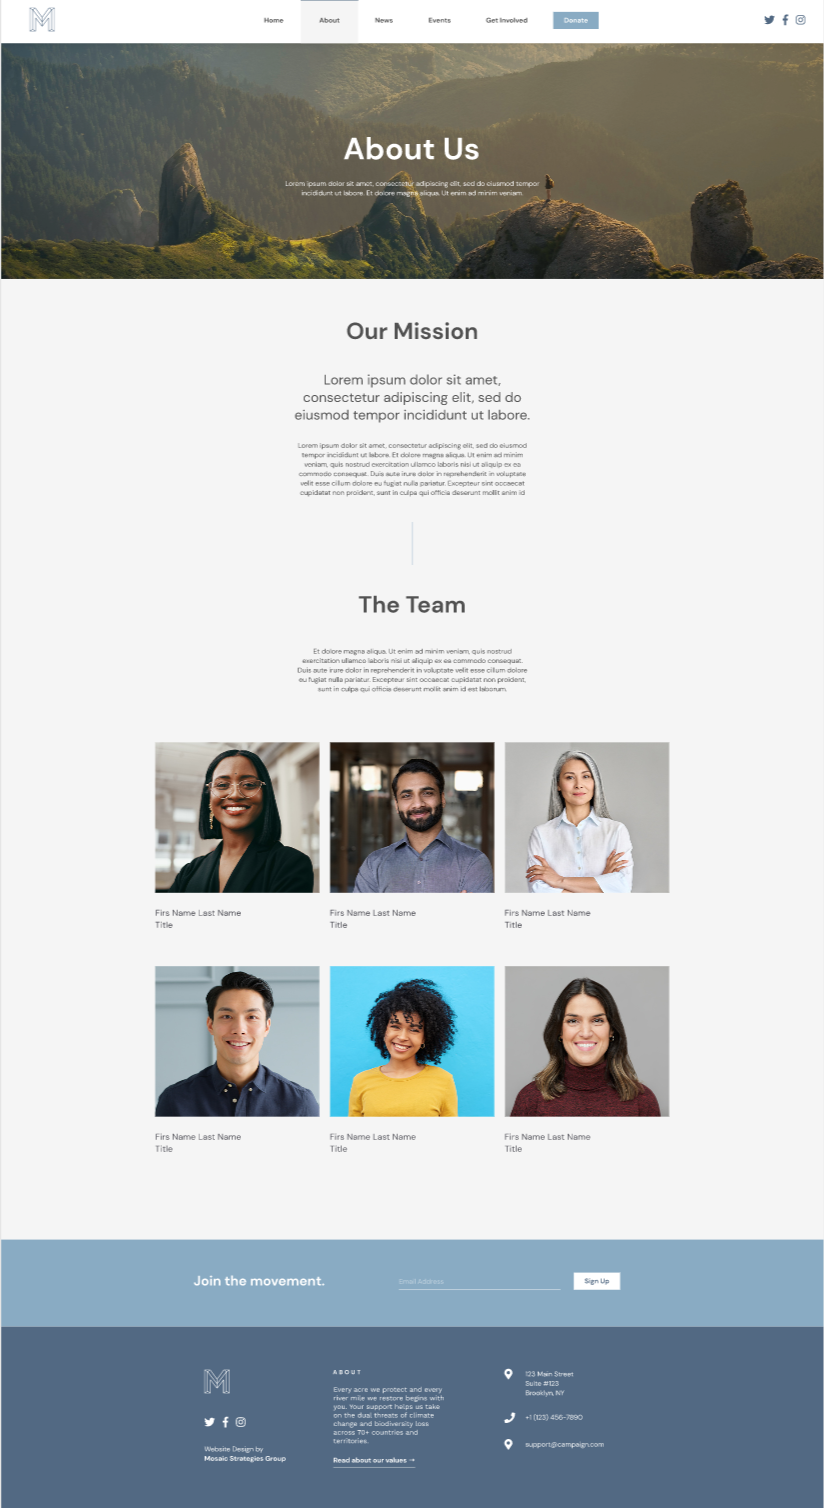 M
Home About News Events Get Involved Donate
About Us
Lorem ipsum dolor sit amet, consectetur adipiscing elit, sed do eiusmod tempor
incididunt ut labore. Et dolore magna aliqua. Ut enim ad minim veniam.
Our Mission
Lorem ipsum dolor sit amet,
consectetur adipiscing elit, sed do
eiusmod tempor incididunt ut labore.
Lorem ipsum dolor sit amet, consectetur adipiscing elit, sed do eiusmod
tempor incididunt ut labore. Et dolore magna aliqua. Ut enim ad minim
veniam, quis nostrud exercitation ullamco laboris nisi ut aliquip ex ea
commodo consequat. Duis aute irure dolor in reprehenderit in voluptate
velit esse cillum dolore eu fugiat nulla pariatur. Excepteur sint occaecat
cupidatat non proident, sunt in culpa qui officia deserunt mollit anim id
The Team
Et dolore magna aliqua. Ut enim ad minim veniam, quis nostrud
exercitation ullamco laboris nisi ut aliquip ex ea commodo consequat.
Duis aute irure dolor in reprehenderit in voluptate velit esse cillum dolore
eu fugiat nulla pariatur. Excepteur sint occaecat cupidatat non proident,
sunt in culpa qui officia deserunt mollit anim id est laborum.
Firs Name Last Name
Title
Firs Name Last Name
Title
Firs Name Last Name
Title
Firs Name Last Name
Title
Firs Name Last Name
Title
Firs Name Last Name
Title
Join the movement.
Email Address
Sign Up
M
Website Design by
Mosaic Strategies Group
ABOUT
Every acre we protect and every
river mile we restore begins with
you. Your support helps us take
on the dual threats of climate
change and biodiversity loss
across 79+ countries and
territories.
Read about our values →
123 Main Street
Suite #123
Brooklyn, NY
+1 (123) 456-7890
support@campaign.com